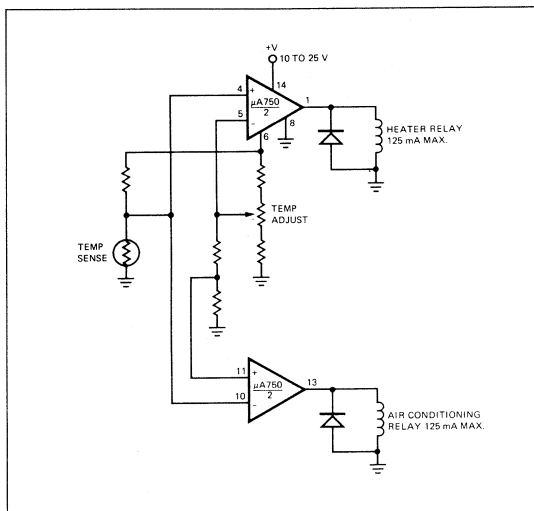 +V
10 TO 25 V
14
4
+
µA750
2
1
5
-
8
6
HEATER RELAY
125 mA MAX.
TEMP
ADJUST
TEMP
SENSE
11
+
µA750
2
13
10
-
AIR CONDITIONING
RELAY 125 mA MAX.